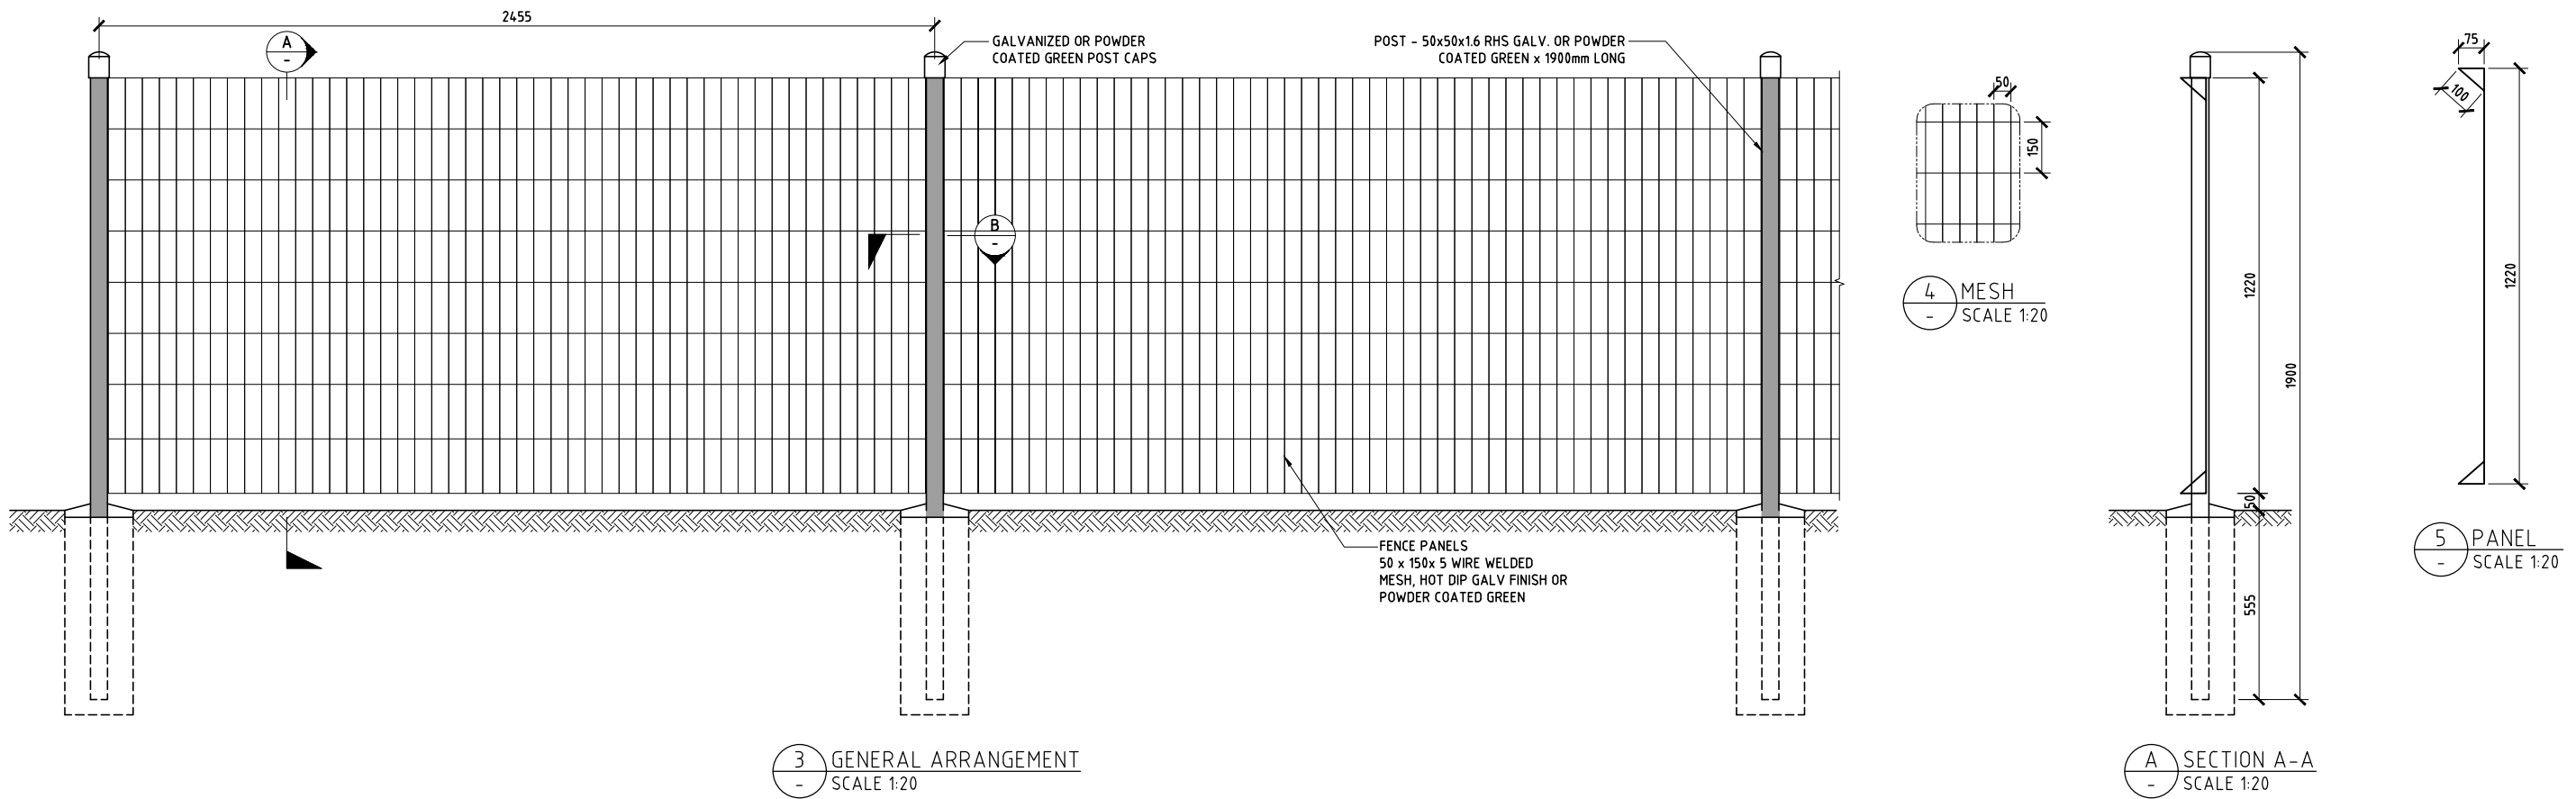 2455
A
-
GALVANIZED OR POWDER
COATED GREEN POST CAPS
POST - 50x50x1.6 RHS GALV. OR POWDER
COATED GREEN x 1900mm LONG
B
-
FENCE PANELS
50 x 150x 5 WIRE WELDED
MESH, HOT DIP GALV FINISH OR
POWDER COATED GREEN
3
-
GENERAL ARRANGEMENT
SCALE 1:20
50
150
4
-
MESH
SCALE 1:20
1220
1900
50
555
A
-
SECTION A-A
SCALE 1:20
75
100
1220
5
-
PANEL
SCALE 1:20